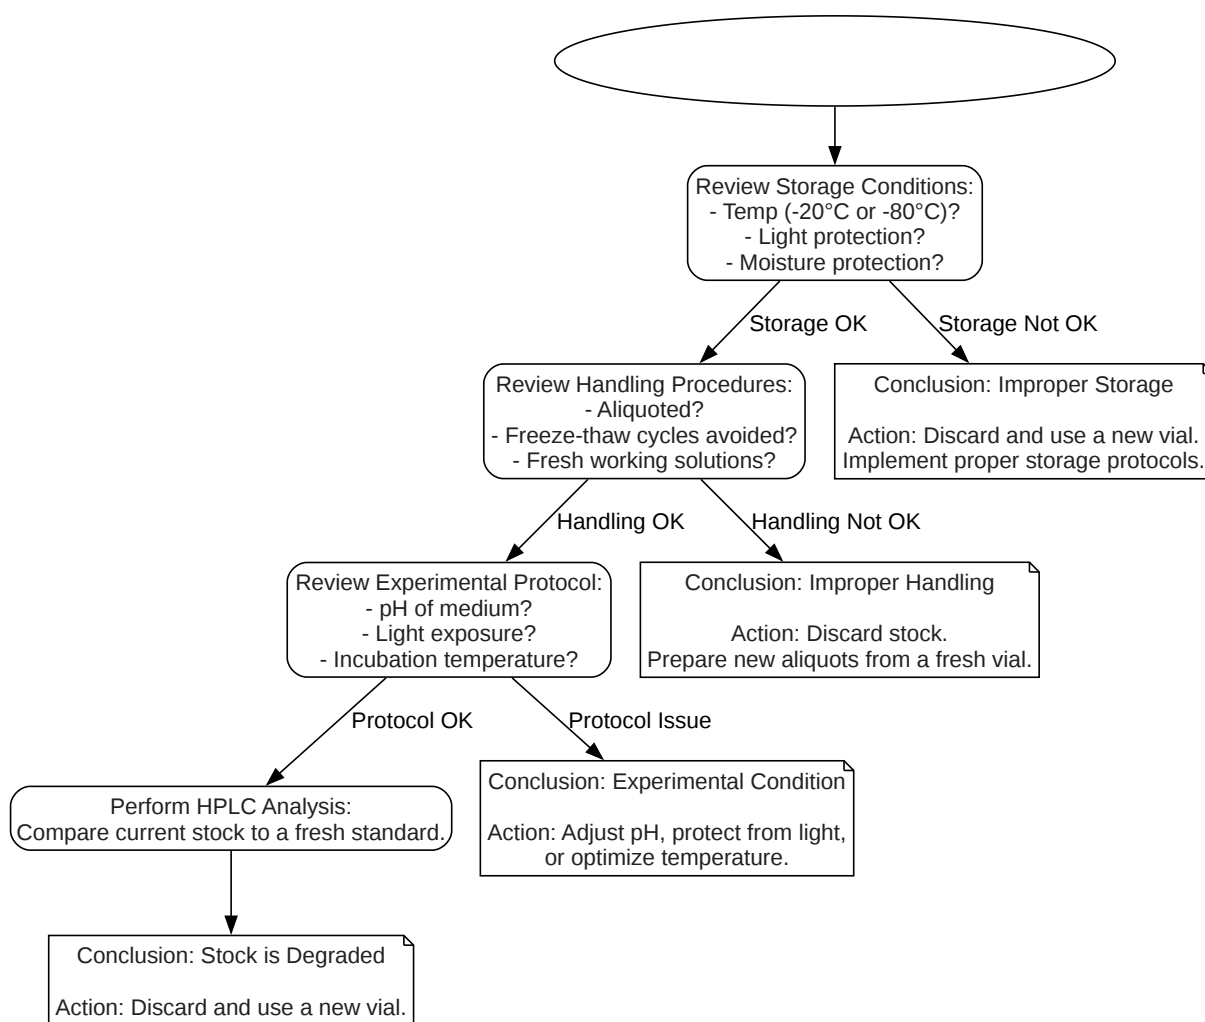 Review Storage Conditions:
- Temp (-20°C or -80°C)?
- Light protection?
- Moisture protection?
Storage OK
Storage Not OK
Review Handling Procedures:
- Aliquoted?
- Freeze-thaw cycles avoided?
- Fresh working solutions?
Conclusion: Improper Storage
Action: Discard and use a new vial.
Implement proper storage protocols.
Handling OK
Handling Not OK
Review Experimental Protocol:
- pH of medium?
- Light exposure?
- Incubation temperature?
Conclusion: Improper Handling
Action: Discard stock.
Prepare new aliquots from a fresh vial.
Protocol OK
Protocol Issue
Perform HPLC Analysis:
Compare current stock to a fresh standard.
Conclusion: Experimental Condition
Action: Adjust pH, protect from light,
or optimize temperature.
Conclusion: Stock is Degraded
Action: Discard and use a new vial.